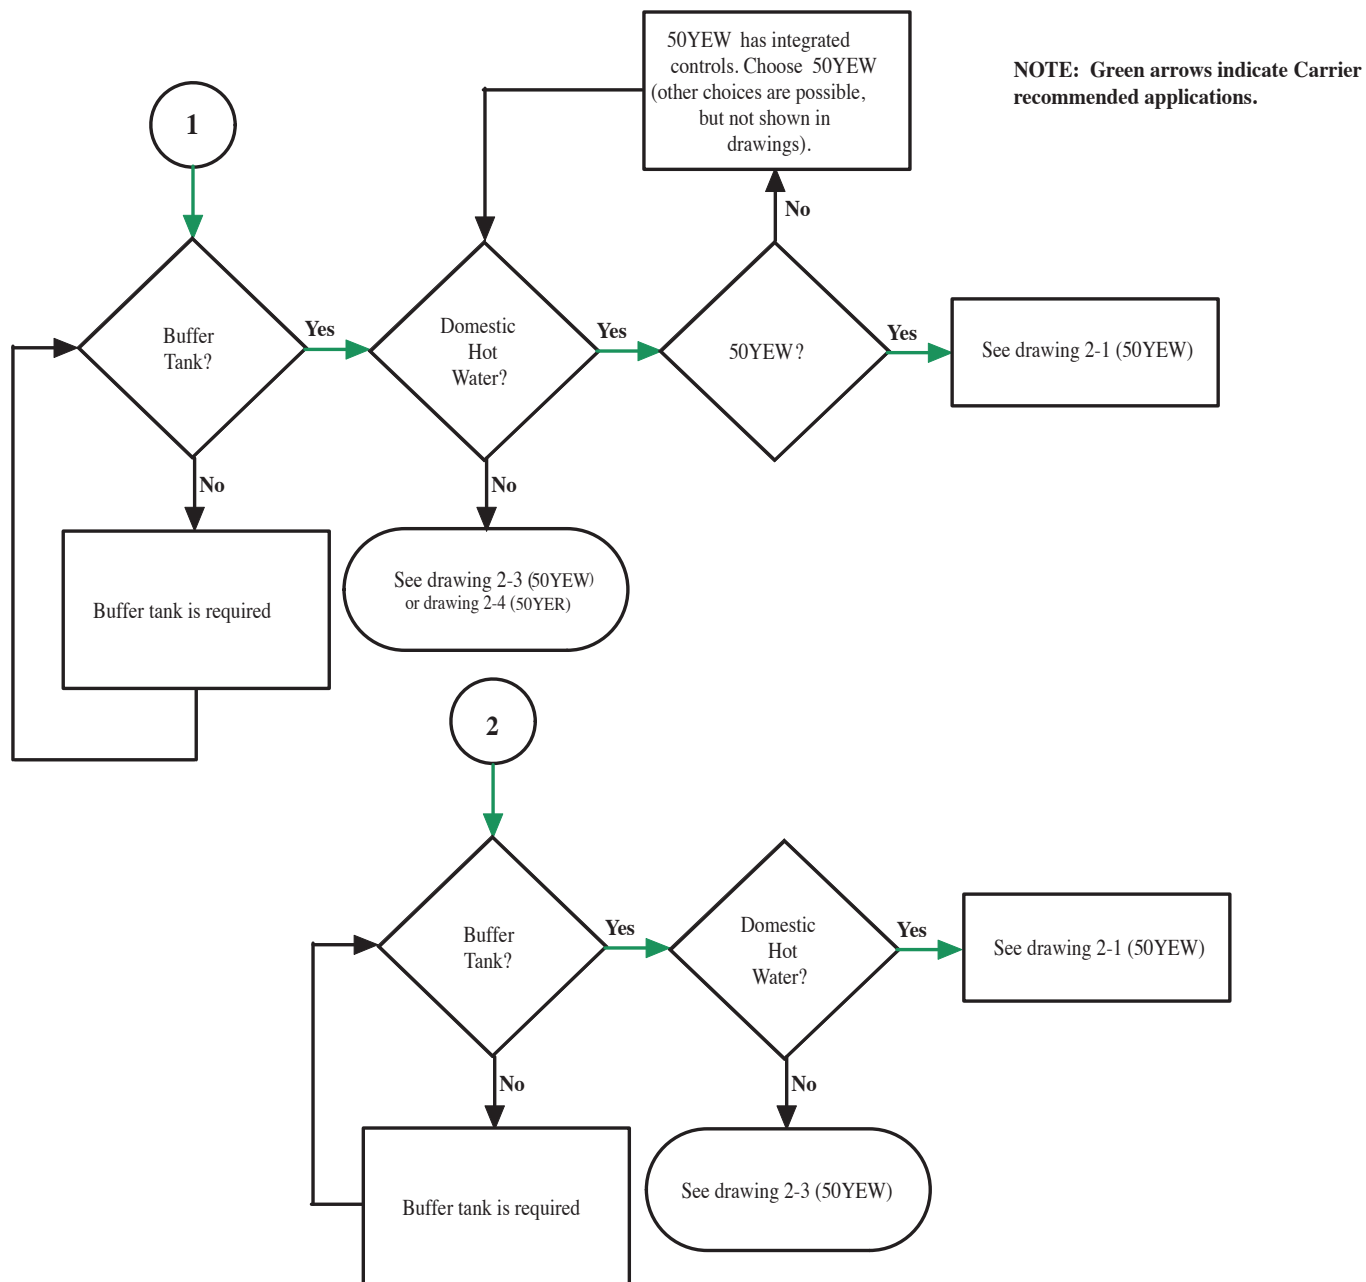 50YEW has integrated
controls. Choose 50YEW
(other choices are possible,
but not shown in
drawings).
NOTE: Green arrows indicate Carrier
recommended applications.
1
No
Buffer
Tank?
Yes
Domestic
Hot
Water?
Yes
50YEW?
Yes
See drawing 2-1 (50YEW)
No
No
Buffer tank is required
See drawing 2-3 (50YEW)
or drawing 2-4 (50YER)
2
Buffer
Tank?
Yes
Domestic
Hot
Water?
Yes
See drawing 2-1 (50YEW)
No
No
Buffer tank is required
See drawing 2-3 (50YEW)